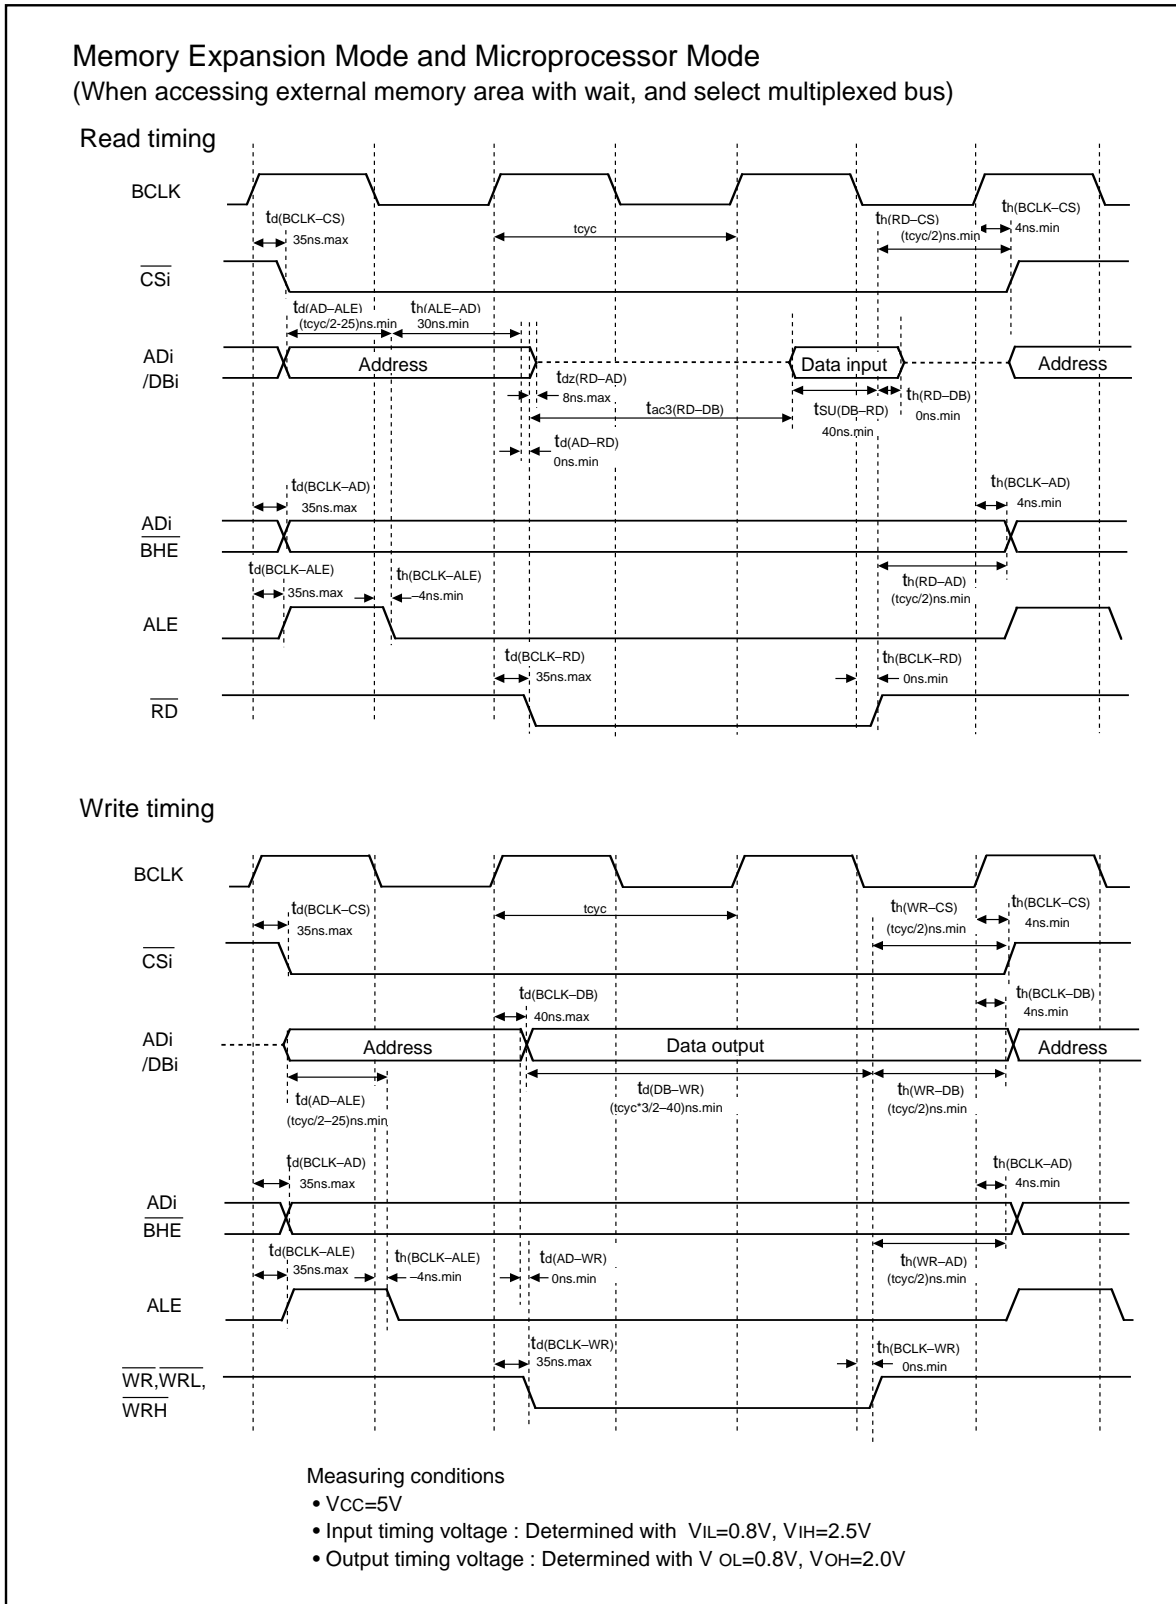 Memory Expansion Mode and Microprocessor Mode
(When accessing external memory area with wait, and select multiplexed bus)
Read timing
BCLK
td(BCLK–CS)
35ns.max
tcyc
th(RD–CS)
(tcyc/2)ns.min
th(BCLK–CS)
4ns.min
CSi
td(AD–ALE)
(tcyc/2-25)ns.min
th(ALE–AD)
30ns.min
ADi
/DBi
Address
Data input
Address
tdz(RD–AD)
8ns.max
tac3(RD–DB)
tSU(DB–RD)
40ns.min
th(RD–DB)
0ns.min
td(AD–RD)
0ns.min
td(BCLK–AD)
35ns.max
th(BCLK–AD)
4ns.min
ADi
BHE
td(BCLK-ALE)
35ns.max
th(BCLK–ALE)
–4ns.min
th(RD–AD)
(tcyc/2)ns.min
ALE
td(BCLK–RD)
35ns.max
th(BCLK–RD)
0ns.min
RD
Write timing
BCLK
td(BCLK–CS)
35ns.max
tcyc
th(WR–CS)
(tcyc/2)ns.min
th(BCLK–CS)
4ns.min
CSi
td(BCLK–DB)
40ns.max
th(BCLK–DB)
4ns.min
ADi
/DBi
Address
Data output
Address
td(AD–ALE)
(tcyc/2–25)ns.min
td(DB–WR)
(tcyc*3/2–40)ns.min
th(WR–DB)
(tcyc/2)ns.min
td(BCLK–AD)
35ns.max
th(BCLK–AD)
4ns.min
ADi
BHE
td(BCLK–ALE)
35ns.max
th(BCLK–ALE)
–4ns.min
td(AD–WR)
0ns.min
th(WR–AD)
(tcyc/2)ns.min
ALE
td(BCLK–WR)
35ns.max
th(BCLK–WR)
0ns.min
WR,WRL,
WRH
Measuring conditions
• VCC=5V
• Input timing voltage : Determined with VIL=0.8V, VIH=2.5V
• Output timing voltage : Determined with V OL=0.8V, VOH=2.0V